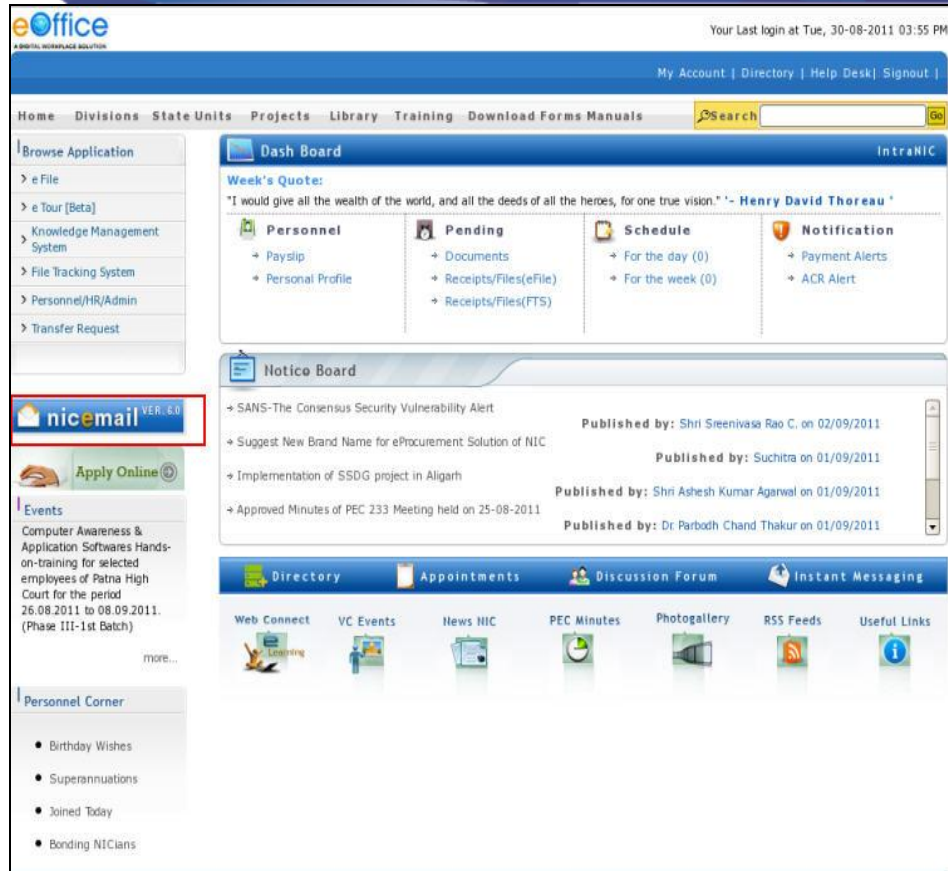 eOffice
A DIGITAL WORKPLACE SOLUTION
Your Last login at Tue, 30-08-2011 03:55 PM
My Account | Directory | Help Desk| Signout |
Home Divisions State Units Projects Library Training Download Forms Manuals Search Go
Browse Application
e File
e Tour [Beta]
Knowledge Management
System
File Tracking System
Personnel/HR/Admin
Transfer Request
Dash Board IntraNIC
Week's Quote:
"I would give all the wealth of the world, and all the deeds of all the heroes, for one true vision." '- Henry David Thoreau '
Personnel
Payslip
Personal Profile
Pending
Documents
Receipts/Files(eFile)
Receipts/Files(FTS)
Schedule
For the day (0)
For the week (0)
Notification
Payment Alerts
ACR Alert
Notice Board
SANS-The Consensus Security Vulnerability Alert
Published by: Shri Sreenivasa Rao C. on 02/09/2011
Suggest New Brand Name for eProcurement Solution of NIC
Published by: Suchitra on 01/09/2011
Implementation of SSDG project in Aligarh
Published by: Shri Ashesh Kumar Agarwal on 01/09/2011
Approved Minutes of PEC 233 Meeting held on 25-08-2011
Published by: Dr. Parbodh Chand Thakur on 01/09/2011
nicemail VER. 6.0
Apply Online
Events
Computer Awareness &
Application Softwares Hands-
on-training for selected
employees of Patna High
Court for the period
26.08.2011 to 08.09.2011.
(Phase III-1st Batch)
more...
Directory Appointments Discussion Forum Instant Messaging
Web Connect VC Events News NIC PEC Minutes Photogallery RSS Feeds Useful Links
e Learning
Personnel Corner
Birthday Wishes
Superannuations
Joined Today
Bonding NICians